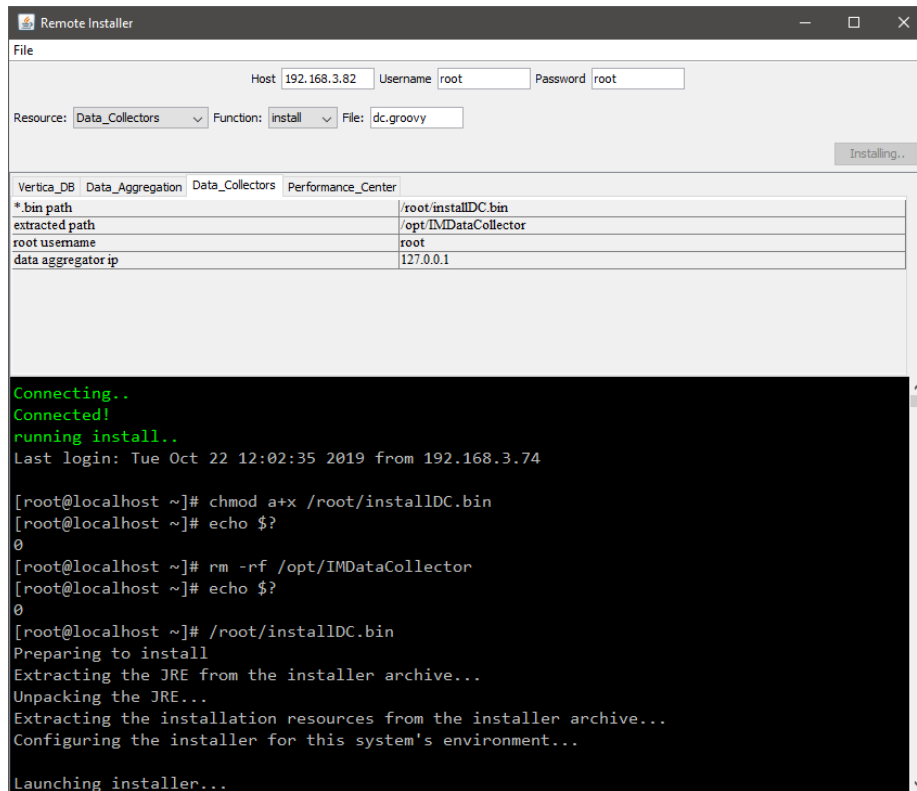 Remote Installer
File
Host 192.168.3.82 Username root Password root
Resource: Data_Collectors Function: install File: dc.groovy
Installing..
Vertica_DB Data_Aggregation Data_Collectors Performance_Center
*.bin path /root/installDC.bin
extracted path /opt/IMDataCollector
root username root
data aggregator ip 127.0.0.1
Connecting..
Connected!
running install..
Last login: Tue Oct 22 12:02:35 2019 from 192.168.3.74
[root@localhost ~]# chmod a+x /root/installDC.bin
[root@localhost ~]# echo $?
0
[root@localhost ~]# rm -rf /opt/IMDataCollector
[root@localhost ~]# echo $?
0
[root@localhost ~]# /root/installDC.bin
Preparing to install
Extracting the JRE from the installer archive...
Unpacking the JRE...
Extracting the installation resources from the installer archive...
Configuring the installer for this system's environment...
Launching installer...